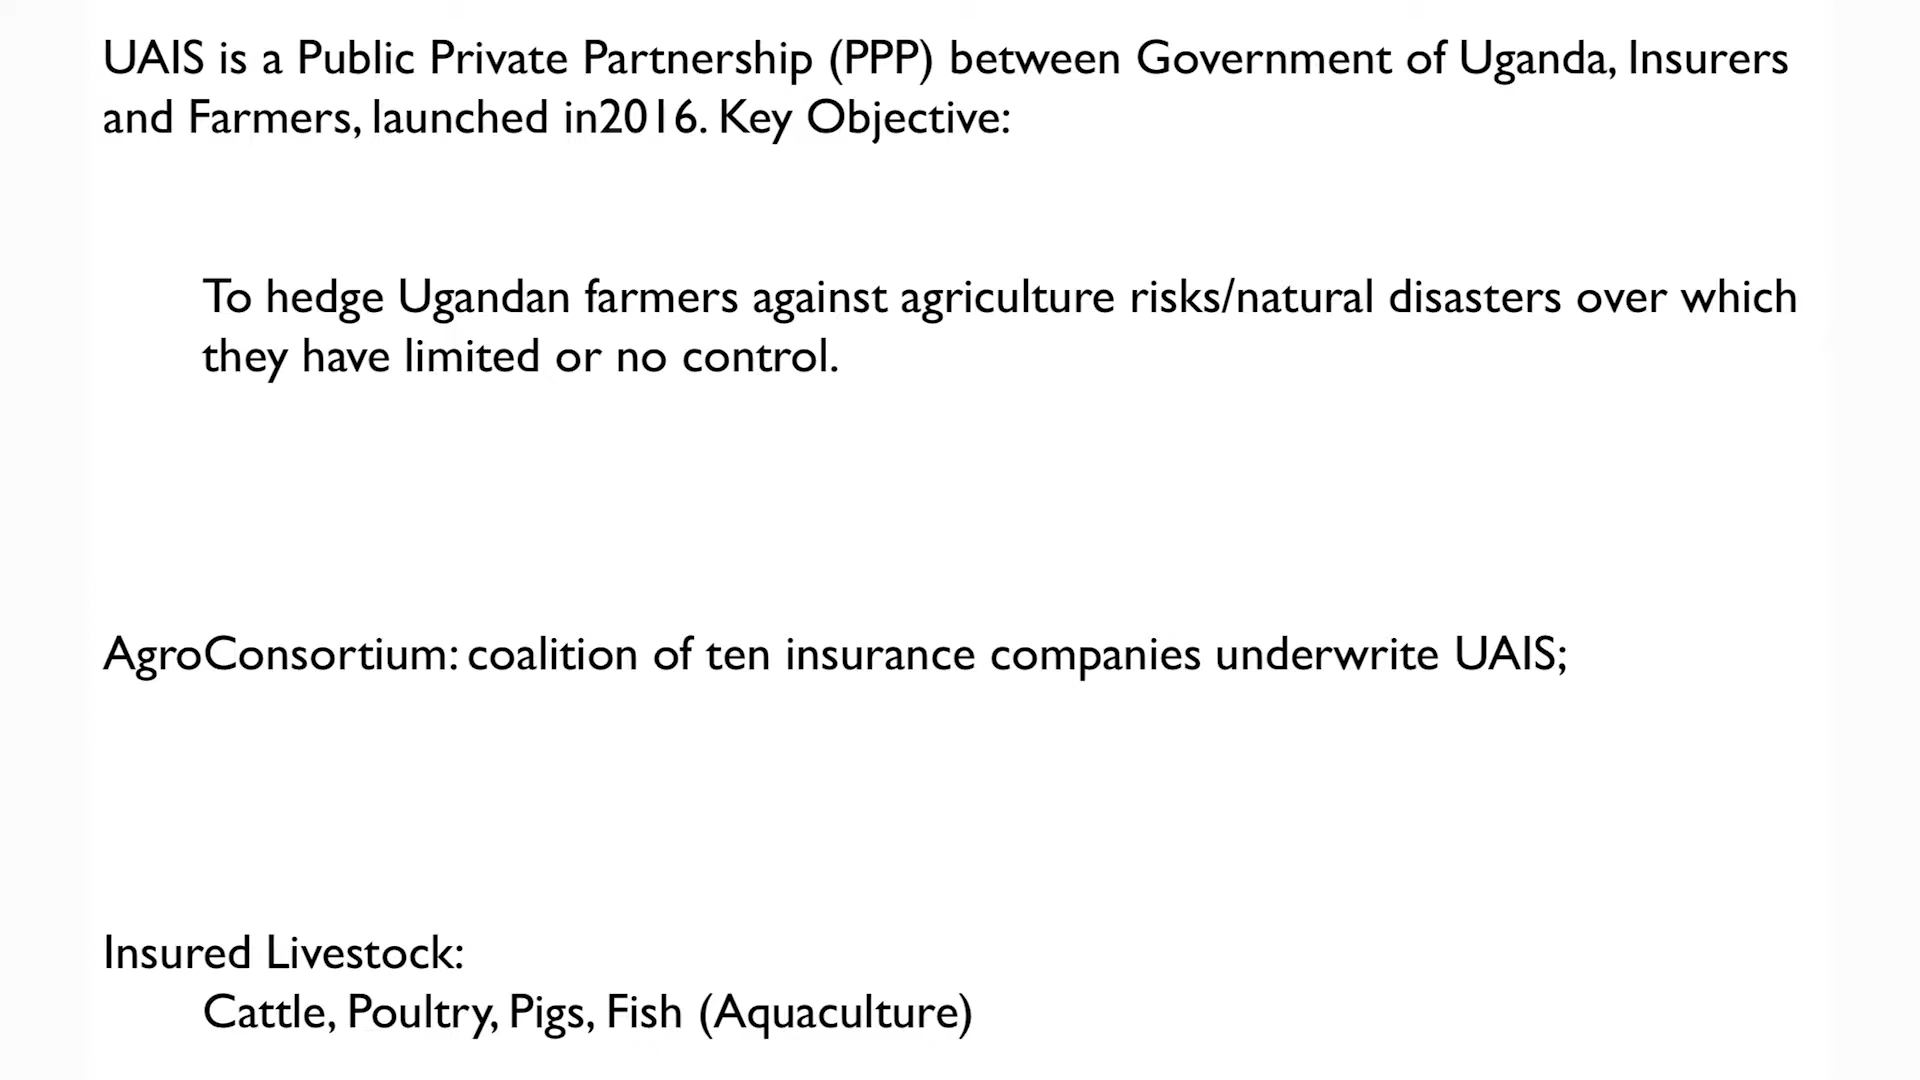 UAIS is a Public Private Partnership (PPP) between Government of Uganda, Insurers
and Farmers, launched in2016. Key Objective:
To hedge Ugandan farmers against agriculture risks/natural disasters over which
they have limited or no control.
AgroConsortium: coalition of ten insurance companies underwrite UAIS;
Insured Livestock:
Cattle, Poultry, Pigs, Fish (Aquaculture)